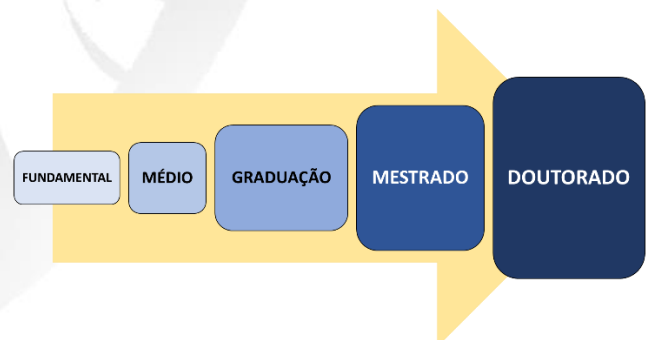 FUNDAMENTAL
MÉDIO
GRADUAÇÃO
MESTRADO
DOUTORADO